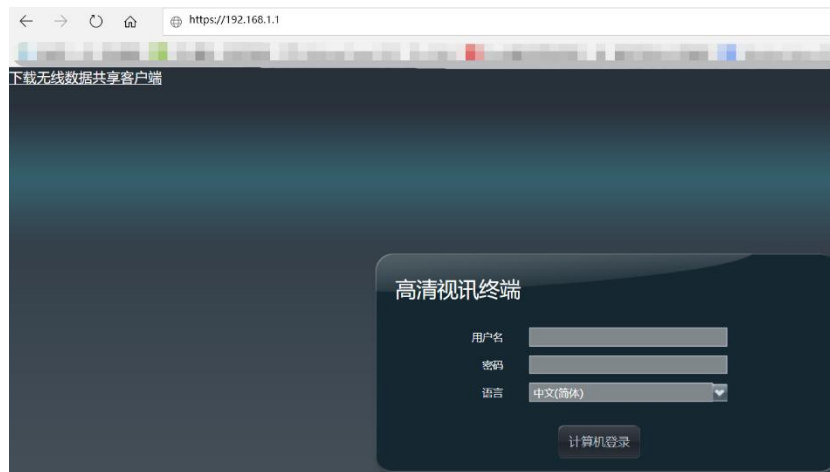 https://192.168.1.1
下载无线数据共享客户端
高清视讯终端
用户名
密码
语言 中文(简体)
计算机登录